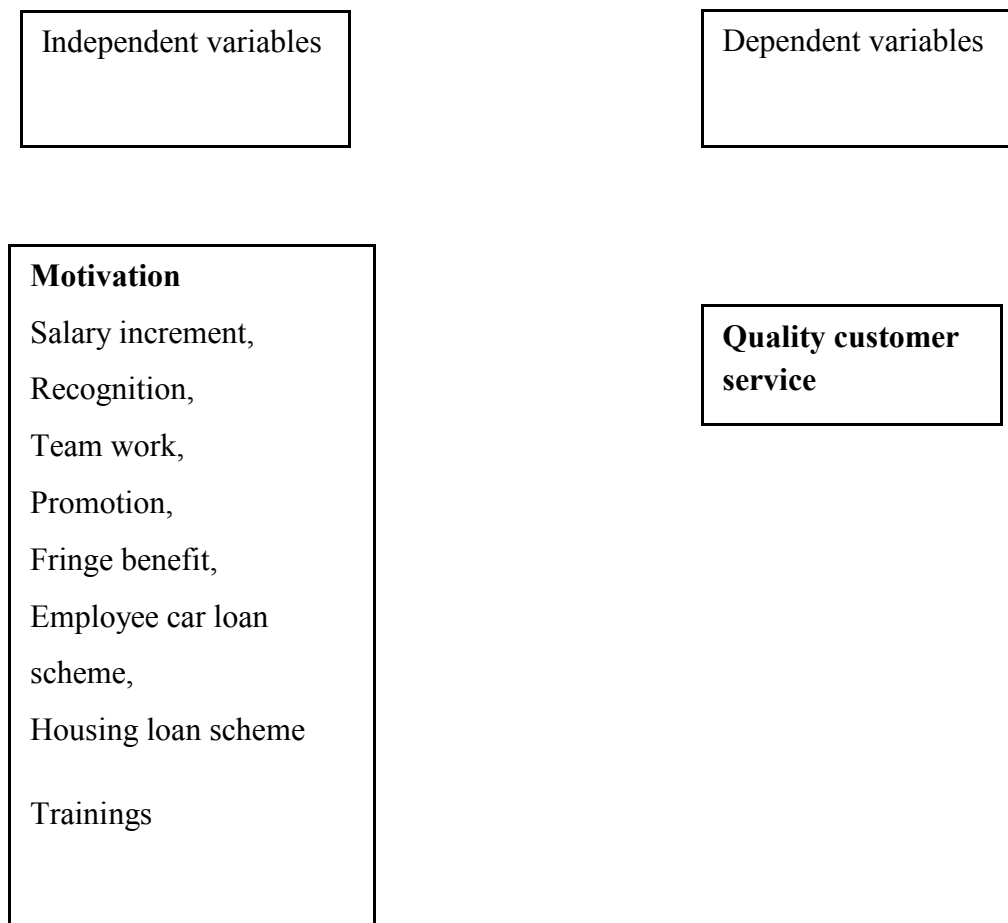 Independent variables
Dependent variables
Motivation
Salary increment,
Recognition,
Team work,
Promotion,
Fringe benefit,
Employee car loan
scheme,
Housing loan scheme
Trainings
Quality customer
service